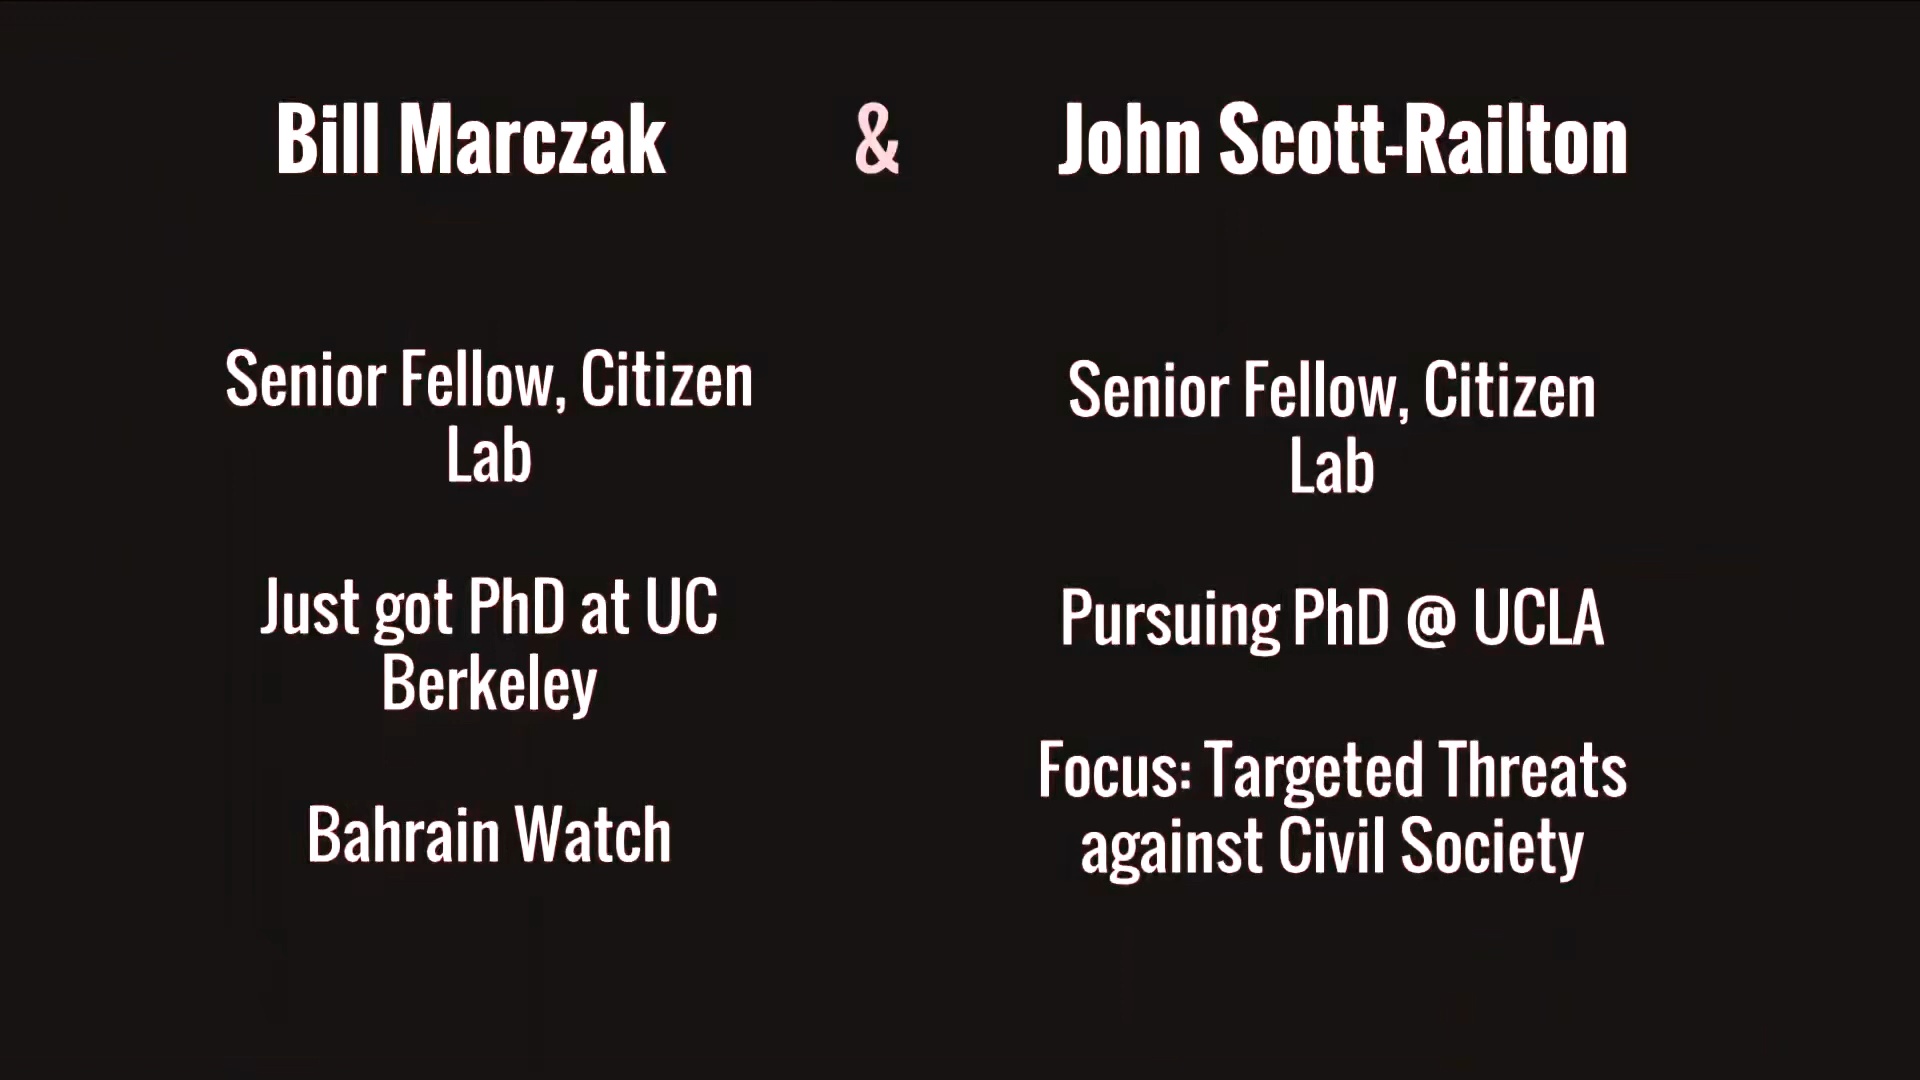 Bill Marczak & John Scott-Railton
Senior Fellow, Citizen
Lab
Just got PhD at UC
Berkeley
Bahrain Watch
Senior Fellow, Citizen
Lab
Pursuing PhD @ UCLA
Focus: Targeted Threats
against Civil Society